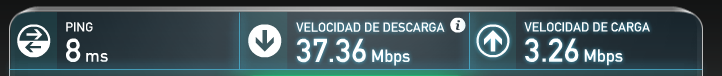 PING
8 ms
VELOCIDAD DE DESCARGA i
37.36 Mbps
VELOCIDAD DE CARGA
3.26 Mbps